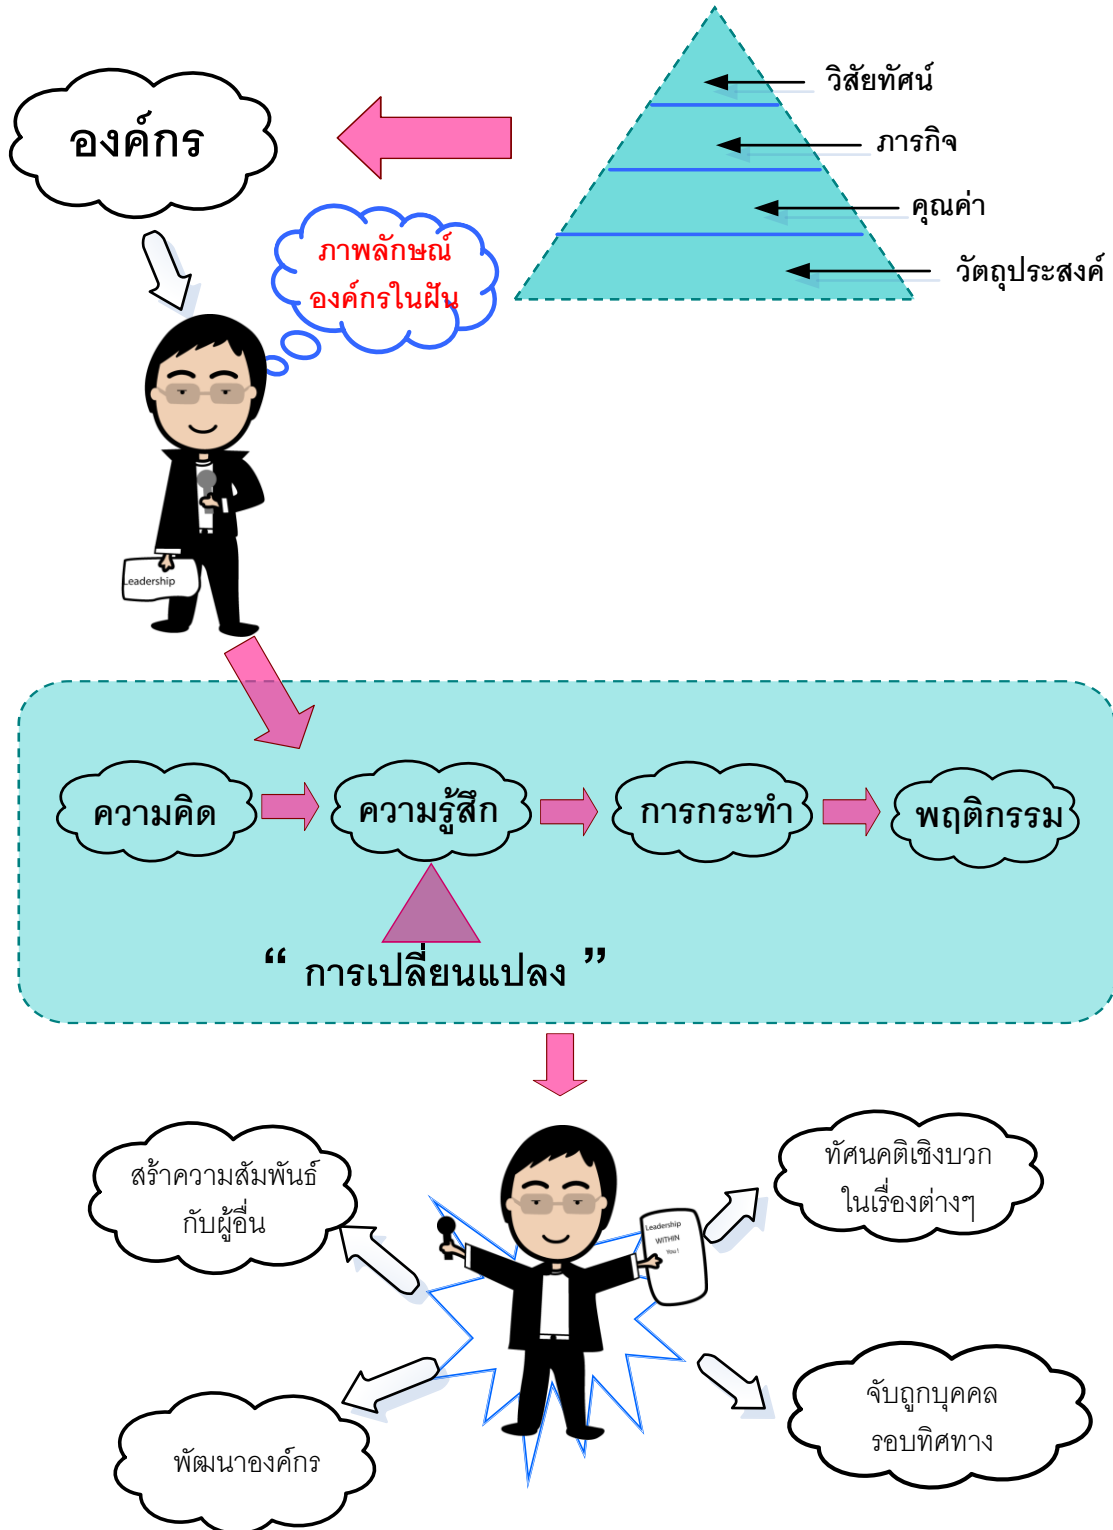 วิสัยทัศน์
องค์กร
ภารกิจ
คุณค่า
ภาพลักษณ์
องค์กรในฝัน
วัตถุประสงค์
Leadership
ความคิด
ความรู้สึก
การกระทำ
พฤติกรรม
“ การเปลี่ยนแปลง ”
สร้าความสัมพันธ์
กับผู้อื่น
ทัศนคติเชิงบวก
ในเรื่องต่างๆ
Leadership
WITHIN
You !
พัฒนาองค์กร
จับถูกบุคคล
รอบทิศทาง